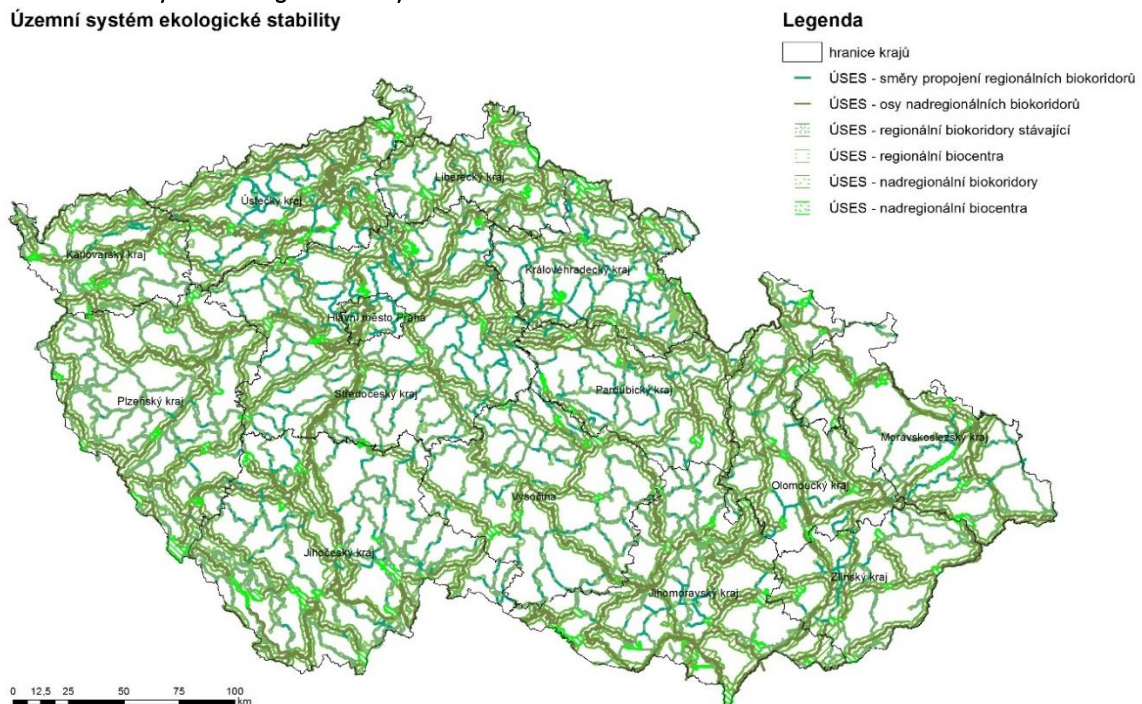 Územní systém ekologické stability
Legenda
hranice krajů
ÚSES - směry propojení regionálních biokoridorů
ÚSES - osy nadregionálních biokoridorů
ÚSES - regionální biokoridory stávající
ÚSES - regionální biocentra
ÚSES - nadregionální biokoridory
ÚSES - nadregionální biocentra
Liberecký kraj
Ústecký kraj
Karlovarský kraj
Královéhradecký kraj
Hlavní město Praha
Středočeský kraj
Pardubický kraj
Plzeňský kraj
Moravskoslezský kraj
Olomoucký kraj
Vysočina
Jihočeský kraj
Zlínský kraj
Jihomoravský kraj
0 12,5 25 50 75 100
km